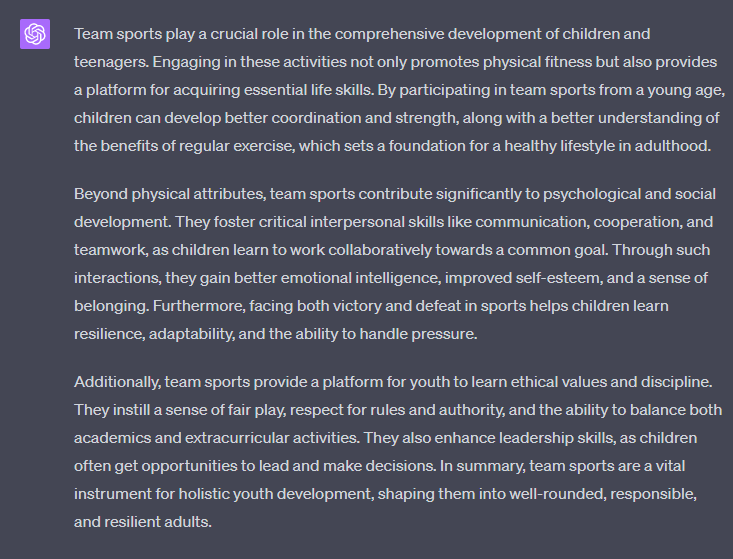 Team sports play a crucial role in the comprehensive development of children and
teenagers. Engaging in these activities not only promotes physical fitness but also provides
a platform for acquiring essential life skills. By participating in team sports from a young age,
children can develop better coordination and strength, along with a better understanding of
the benefits of regular exercise, which sets a foundation for a healthy lifestyle in adulthood.
Beyond physical attributes, team sports contribute significantly to psychological and social
development. They foster critical interpersonal skills like communication, cooperation, and
teamwork, as children learn to work collaboratively towards a common goal. Through such
interactions, they gain better emotional intelligence, improved self-esteem, and a sense of
belonging. Furthermore, facing both victory and defeat in sports helps children learn
resilience, adaptability, and the ability to handle pressure.
Additionally, team sports provide a platform for youth to learn ethical values and discipline.
They instill a sense of fair play, respect for rules and authority, and the ability to balance both
academics and extracurricular activities. They also enhance leadership skills, as children
often get opportunities to lead and make decisions. In summary, team sports are a vital
instrument for holistic youth development, shaping them into well-rounded, responsible,
and resilient adults.